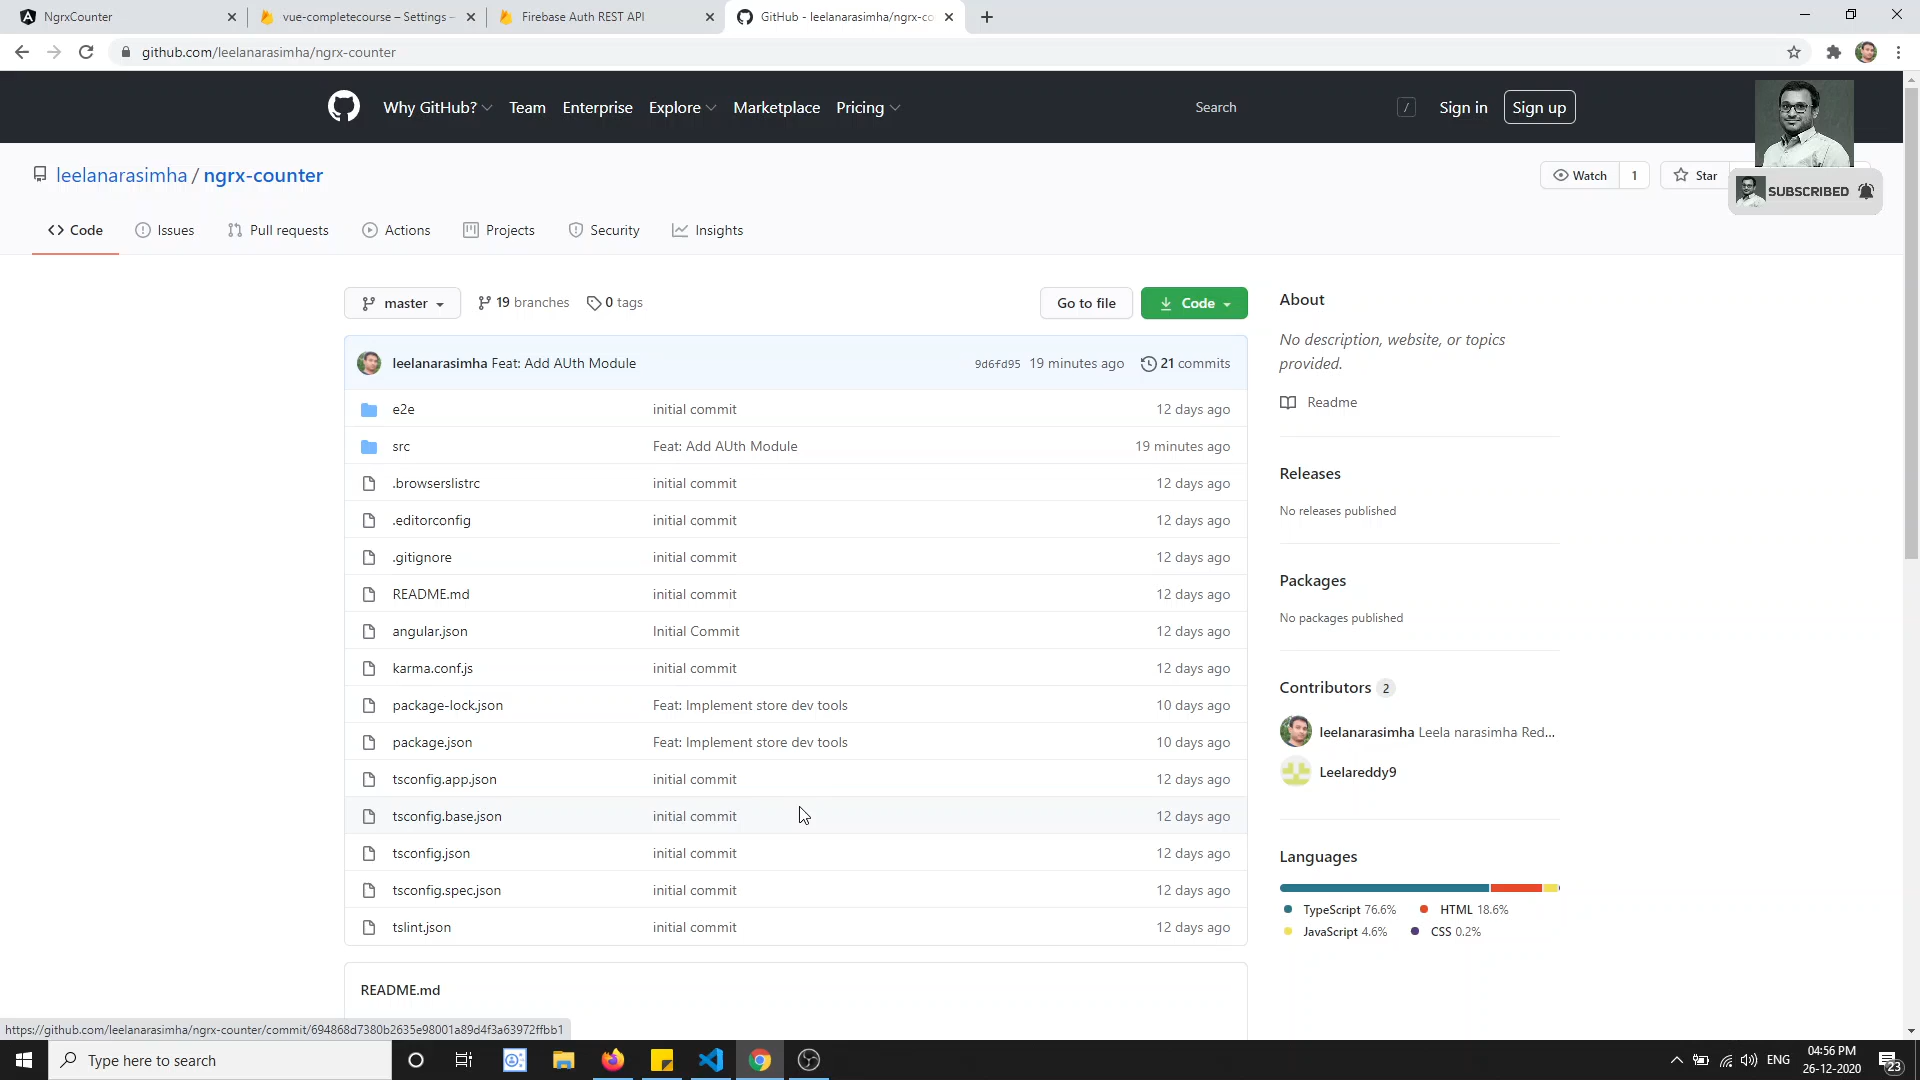 NgrxCounter
vue-completecourse – Settings –
Firebase Auth REST API
GitHub - leelanarasimha/ngrx-co
github.com/leelanarasimha/ngrx-counter
Why GitHub? Team Enterprise Explore Marketplace Pricing
Search
/
Sign in
Sign up
leelanarasimha / ngrx-counter
Watch 1
Star
SUBSCRIBED
Code
Issues
Pull requests
Actions
Projects
Security
Insights
master
19 branches
0 tags
Go to file
Code
leelanarasimha Feat: Add AUth Module 9d6fd95 19 minutes ago 21 commits
e2e initial commit 12 days ago
src Feat: Add AUth Module 19 minutes ago
.browserslistrc initial commit 12 days ago
.editorconfig initial commit 12 days ago
.gitignore initial commit 12 days ago
README.md initial commit 12 days ago
angular.json Initial Commit 12 days ago
karma.conf.js initial commit 12 days ago
package-lock.json Feat: Implement store dev tools 10 days ago
package.json Feat: Implement store dev tools 10 days ago
tsconfig.app.json initial commit 12 days ago
tsconfig.base.json initial commit 12 days ago
tsconfig.json initial commit 12 days ago
tsconfig.spec.json initial commit 12 days ago
tslint.json initial commit 12 days ago
README.md
About
No description, website, or topics
provided.
Readme
Releases
No releases published
Packages
No packages published
Contributors 2
leelanarasimha Leela narasimha Red...
Leelareddy9
Languages
TypeScript 76.6% HTML 18.6%
JavaScript 4.6% CSS 0.2%
https://github.com/leelanarasimha/ngrx-counter/commit/694868d7380b2635e98001a89d4f3a63972ffbb1
Type here to search
ENG
04:56 PM
26-12-2020
23